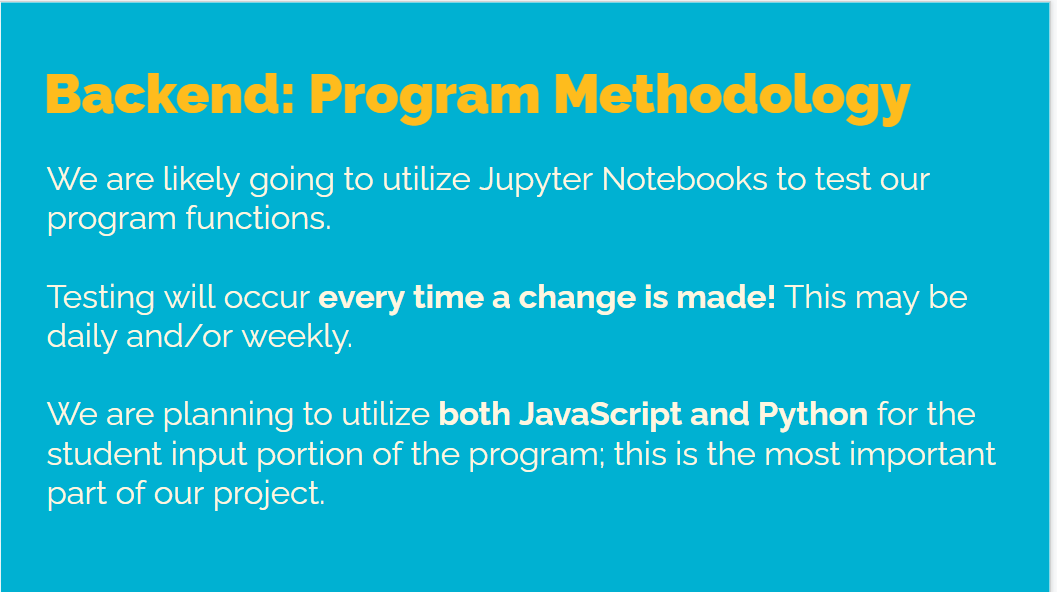 Backend: Program Methodology
We are likely going to utilize Jupyter Notebooks to test our
program functions.
Testing will occur every time a change is made! This may be
daily and/or weekly.
We are planning to utilize both JavaScript and Python for the
student input portion of the program; this is the most important
part of our project.